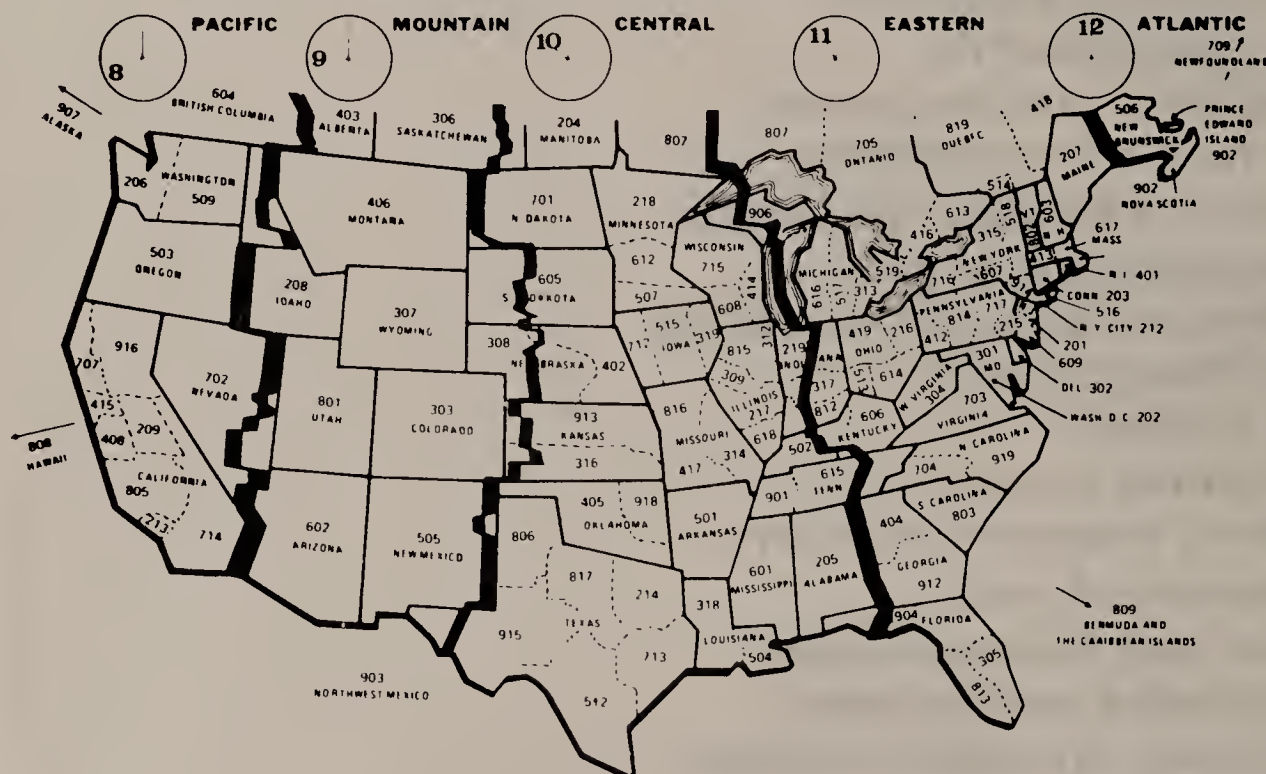 PACIFIC
MOUNTAIN
CENTRAL
EASTERN
ATLANTIC
8
9
10
11
12
709
NEWFOUNDLAND
907
ALASKA
604
BRITISH COLUMBIA
403
ALBERTA
306
SASKATCHEWAN
204
MANITOBA
807
807
705
ONTARIO
819
QUEBEC
418
506
NEW
BRUNSWICK
PRINCE
EDWARD
ISLAND
902
902
NOVA SCOTIA
206
WASHINGTON
509
406
MONTANA
701
N DAKOTA
218
MINNESOTA
906
WISCONSIN
715
612
507
608
414
MICHIGAN
616
517
313
519
416
613
514
518
315
NEW YORK
716
607
VT
802
603
N H
207
MAINE
413
617
MASS
R I 401
CONN 203
516
N Y CITY 212
201
609
DEL 302
WASH D C 202
503
OREGON
208
IDAHO
307
WYOMING
605
S DAKOTA
308
NEBRASKA
402
712
515
IOWA
319
815
309
ILLINOIS
217
618
312
219
317
812
419
216
OHIO
614
PENNSYLVANIA
717
814
412
215
301
MD
W VIRGINIA
304
703
VIRGINIA
707
916
415
408
209
CALIFORNIA
805
213
714
808
HAWAII
702
NEVADA
801
UTAH
303
COLORADO
913
KANSAS
316
816
MISSOURI
417
314
606
KENTUCKY
502
615
TENN
901
N CAROLINA
704
919
S CAROLINA
803
602
ARIZONA
505
NEW MEXICO
405
918
OKLAHOMA
501
ARKANSAS
601
MISSISSIPPI
205
ALABAMA
404
GEORGIA
912
806
817
214
TEXAS
915
713
512
318
LOUISIANA
504
904
FLORIDA
305
813
903
NORTHWEST MEXICO
809
BERMUDA AND
THE CARIBBEAN ISLANDS